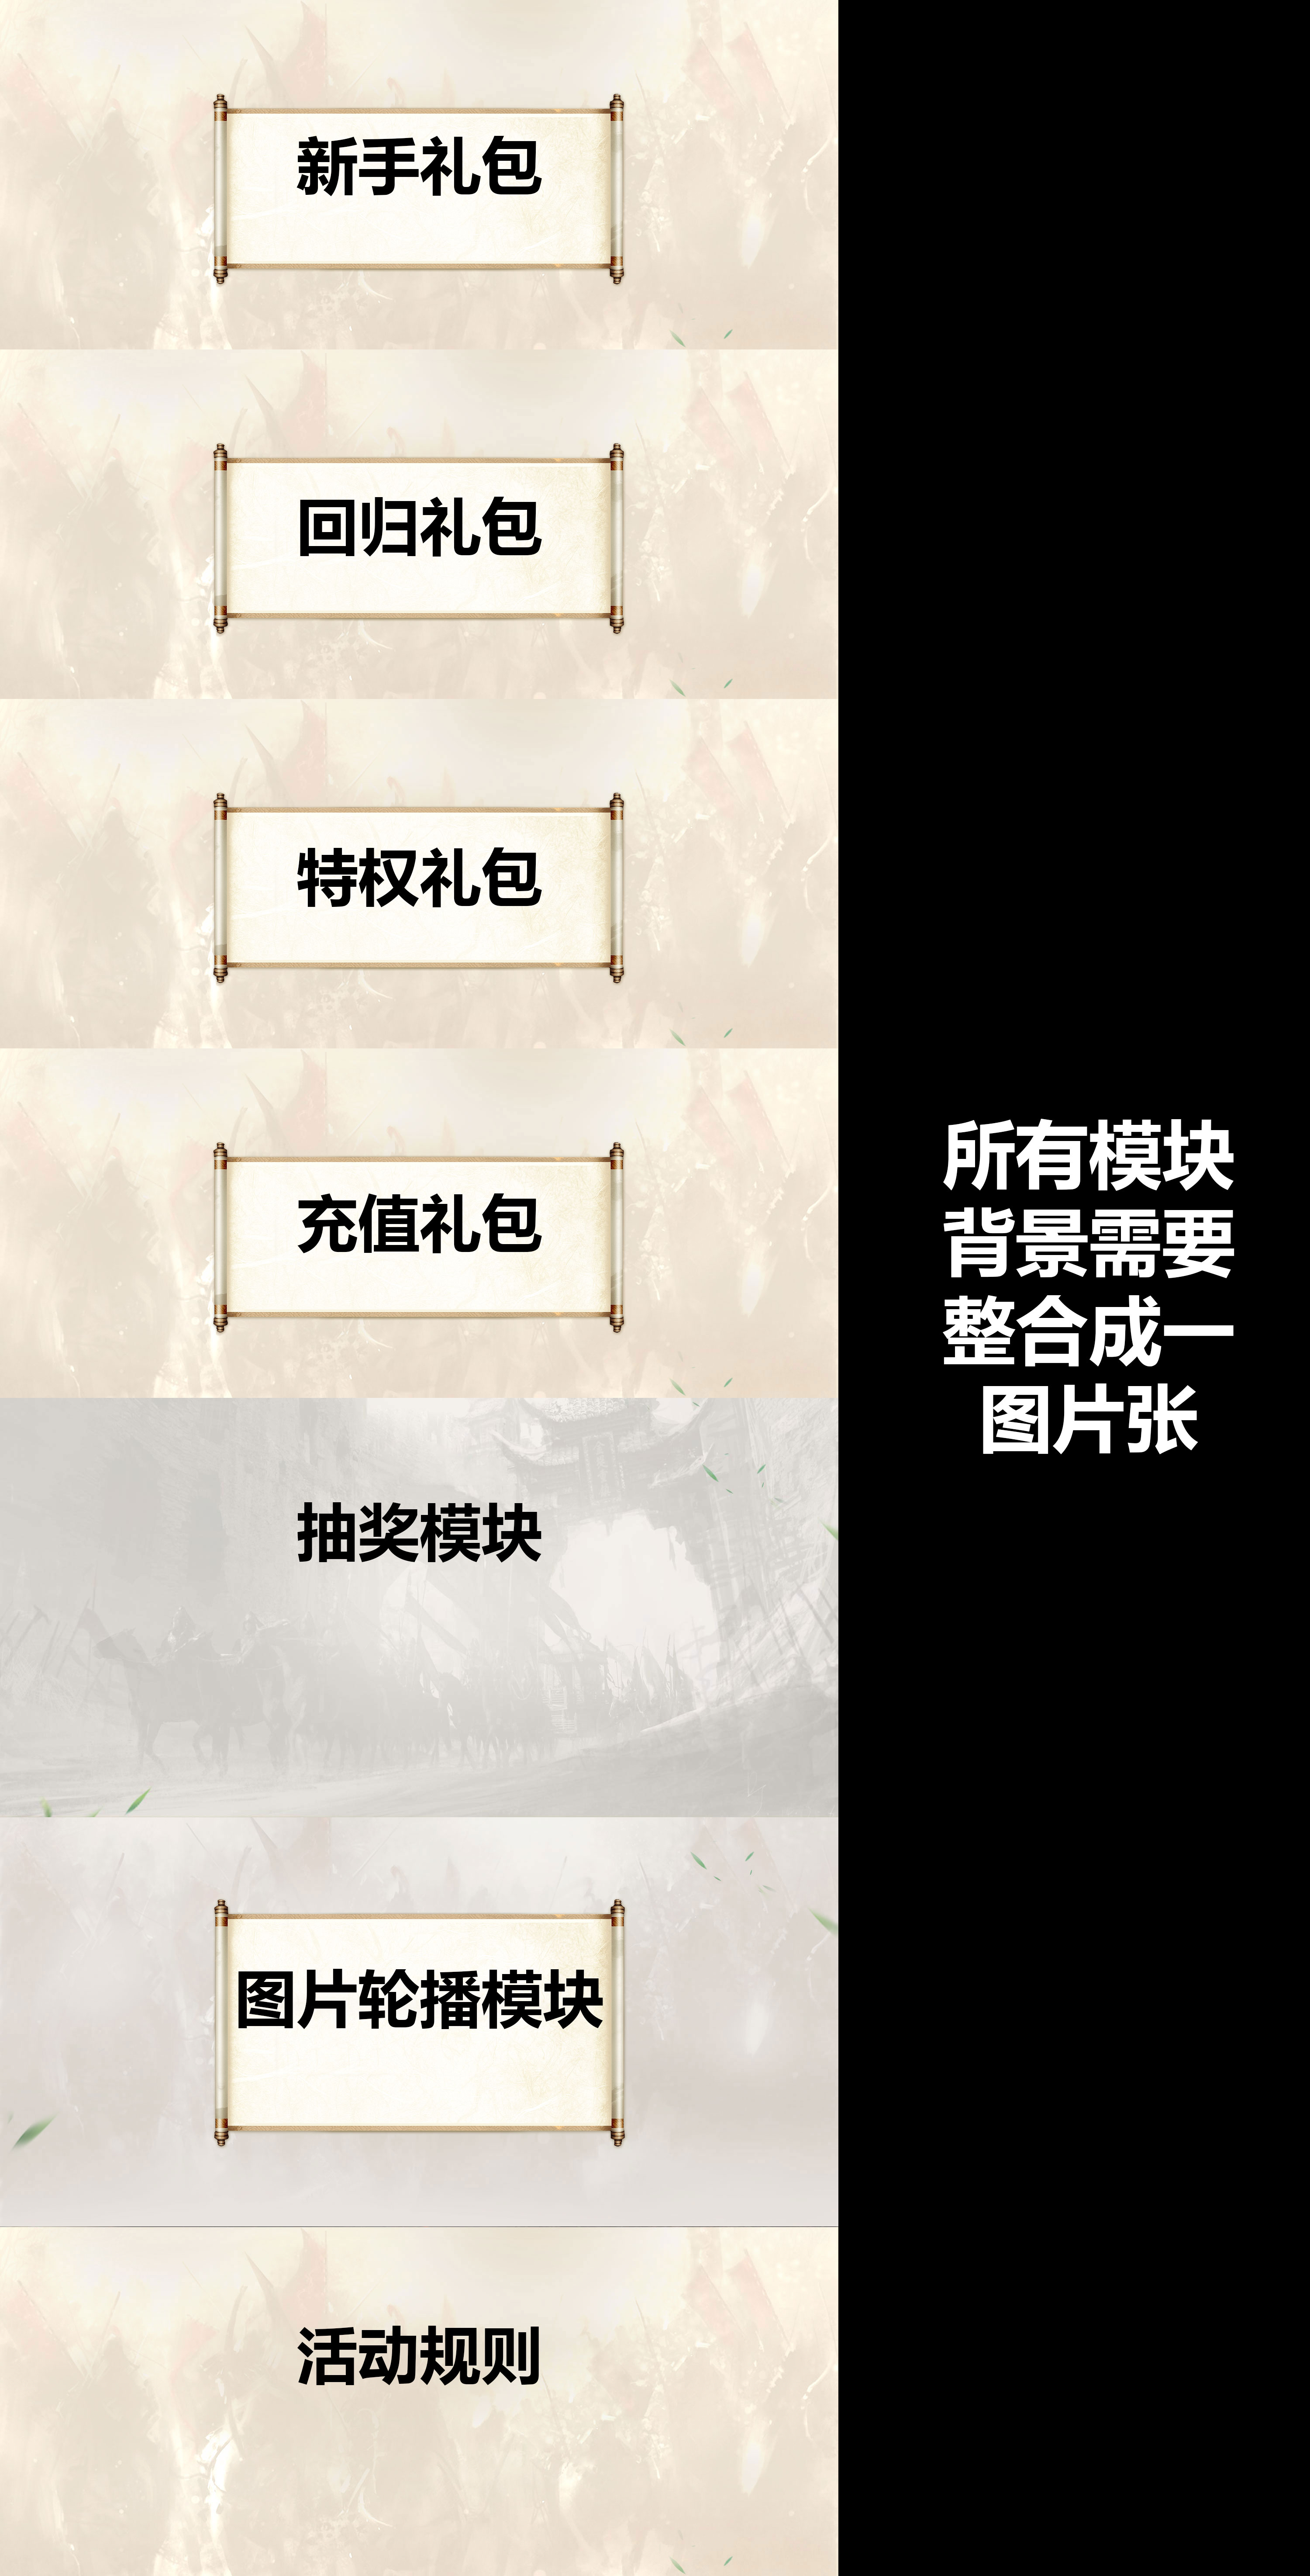 新手礼包
回归礼包
特权礼包
充值礼包
所有模块
背景需要
整合成一
图片张
抽奖模块
图片轮播模块
活动规则